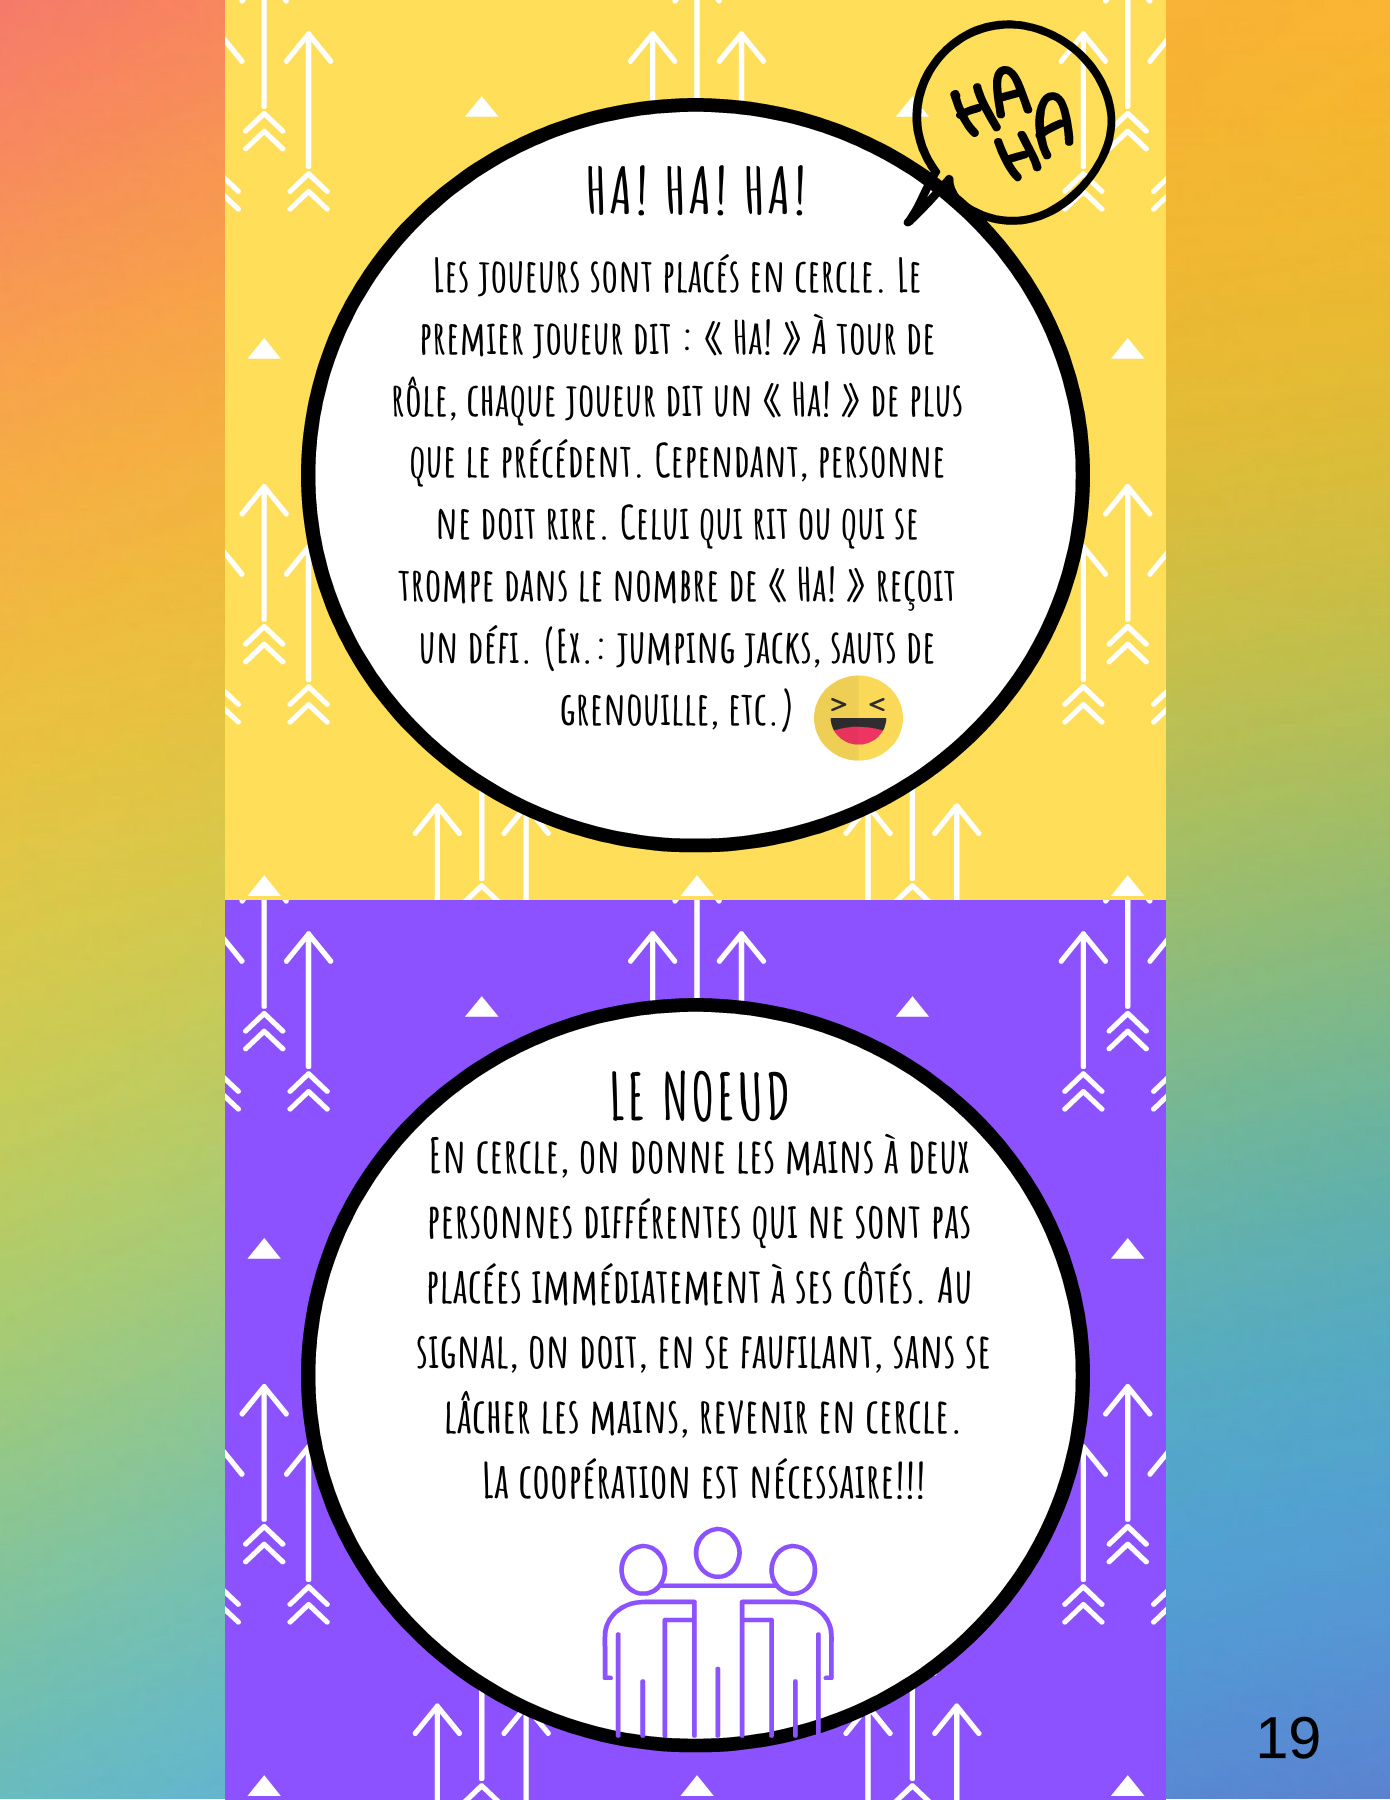 HA HA
HA! HA! HA!
Les joueurs sont placés en cercle. Le
premier joueur dit : « Ha! » À tour de
rôle, chaque joueur dit un « Ha! » de plus
que le précédent. Cependant, personne
ne doit rire. Celui qui rit ou qui se
trompe dans le nombre de « Ha! » reçoit
un défi. (Ex.: jumping jacks, sauts de
grenouille, etc.)
LE NOEUD
En cercle, on donne les mains à deux
personnes différentes qui ne sont pas
placées immédiatement à ses côtés. Au
signal, on doit, en se faufilant, sans se
lâcher les mains, revenir en cercle.
La coopération est nécessaire!!!
19